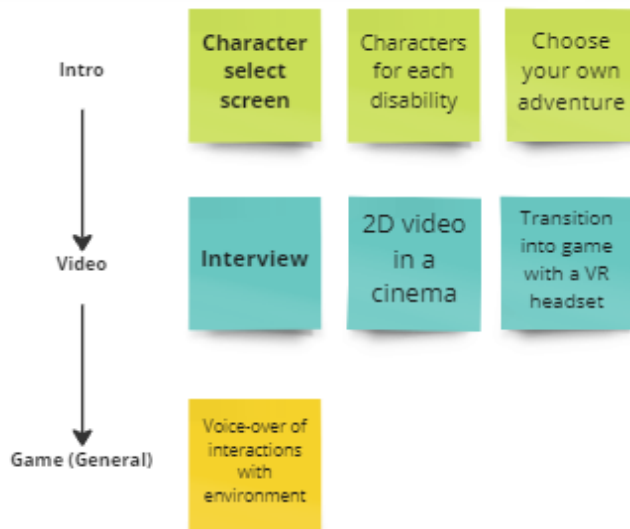 Intro
Character
select
screen
Characters
for each
disability
Choose
your own
adventure
Video
Interview
2D video
in a
cinema
Transition
into game
with a VR
headset
Game (General)
Voice-over of
interactions
with
environment